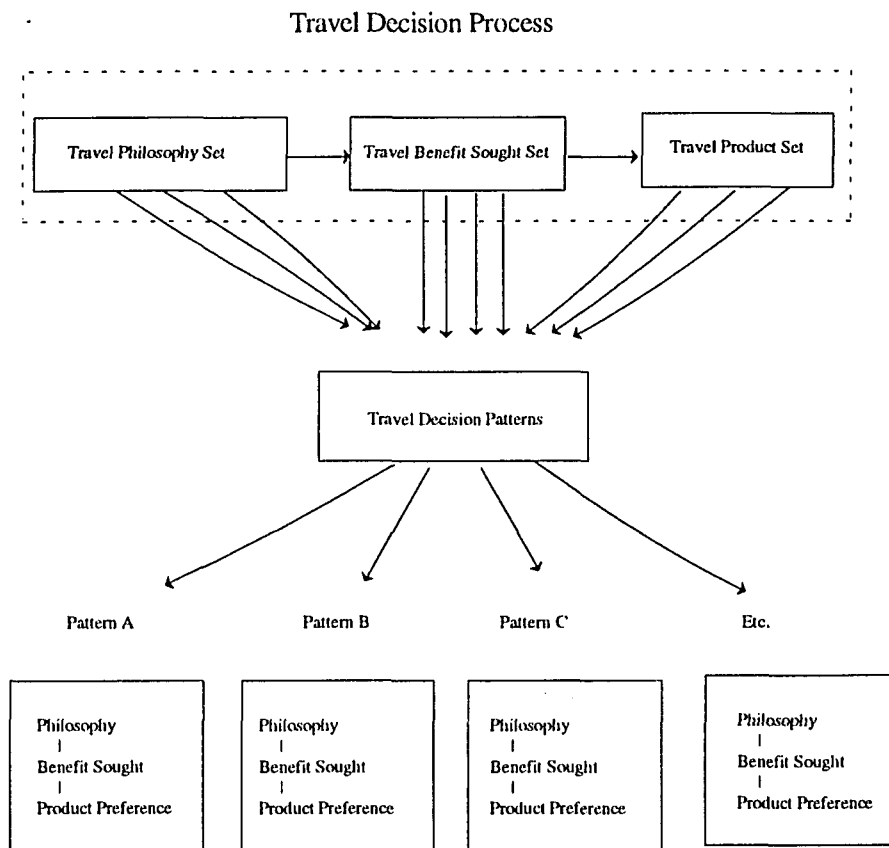 Travel Decision Process
Travel Philosophy Set
Travel Benefit Sought Set
Travel Product Set
Travel Decision Patterns
Pattern A
Pattern B
Pattern C
Etc.
Philosophy
Benefit Sought
Product Preference
Philosophy
Benefit Sought
Product Preference
Philosophy
Benefit Sought
Product Preference
Philosophy
Benefit Sought
Product Preference